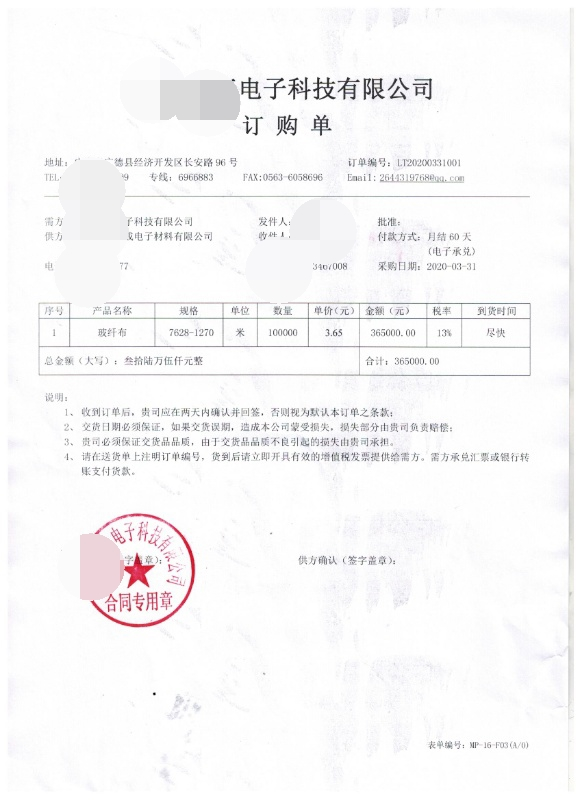 电子科技有限公司
订购单
地址: 德县经济开发区长安路96号 订单编号: LT20200331001
TEL: 专线: 6966883 FAX:0563-6058696 Email: 2644319768@qq.com
需方 子科技有限公司 发件人: 批准:
供方 成电子材料有限公司 收件人: 付款方式: 月结60天
(电子承兑)
电 77 3467008 采购日期: 2020-03-31
序号 产品名称 规格 单位 数量 单价(元) 金额(元) 税率 到货时间
1 玻纤布 7628-1270 米 100000 3.65 365000.00 13% 尽快
总金额(大写): 叁拾陆万伍仟元整 合计: 365000.00
说明:
1、 收到订单后, 贵司应在两天内确认并回签, 否则视为默认本订单之条款;
2、 交货日期必须保证, 如果交货误期, 造成本公司蒙受损失, 损失部分由贵司负责赔偿;
3、 贵司必须保证交货品品质, 由于交货品品质不良引起的损失由贵司承担。
4、 请在送货单上注明订单编号, 货到后请立即开具有效的增值税发票提供给需方。需方承兑汇票或银行转
账支付货款。
电子科技有限公司
字盖章): 供方确认(签字盖章):
合同专用章
表单编号: MP-16-F03(A/0)